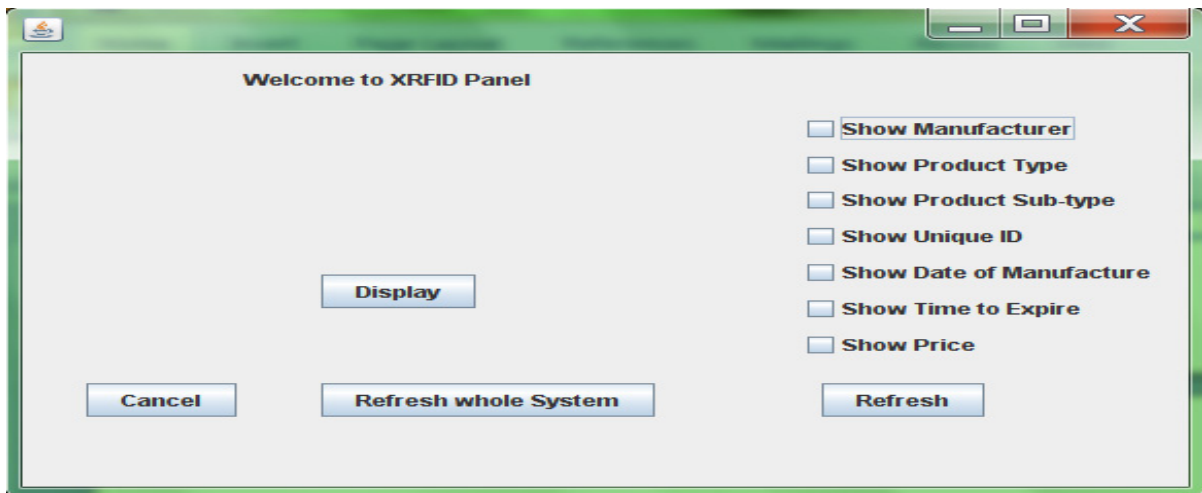 Welcome to XRFID Panel
Show Manufacturer
Show Product Type
Show Product Sub-type
Show Unique ID
Show Date of Manufacture
Display
Show Time to Expire
Show Price
Cancel
Refresh whole System
Refresh